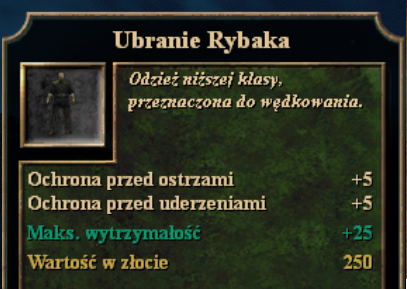 Ubranie Rybaka
Odzież niższej klasy,
przeznaczona do wędkowania.
Ochrona przed ostrzami +5
Ochrona przed uderzeniami +5
Maks. wytrzymałość +25
Wartość w złocie 250